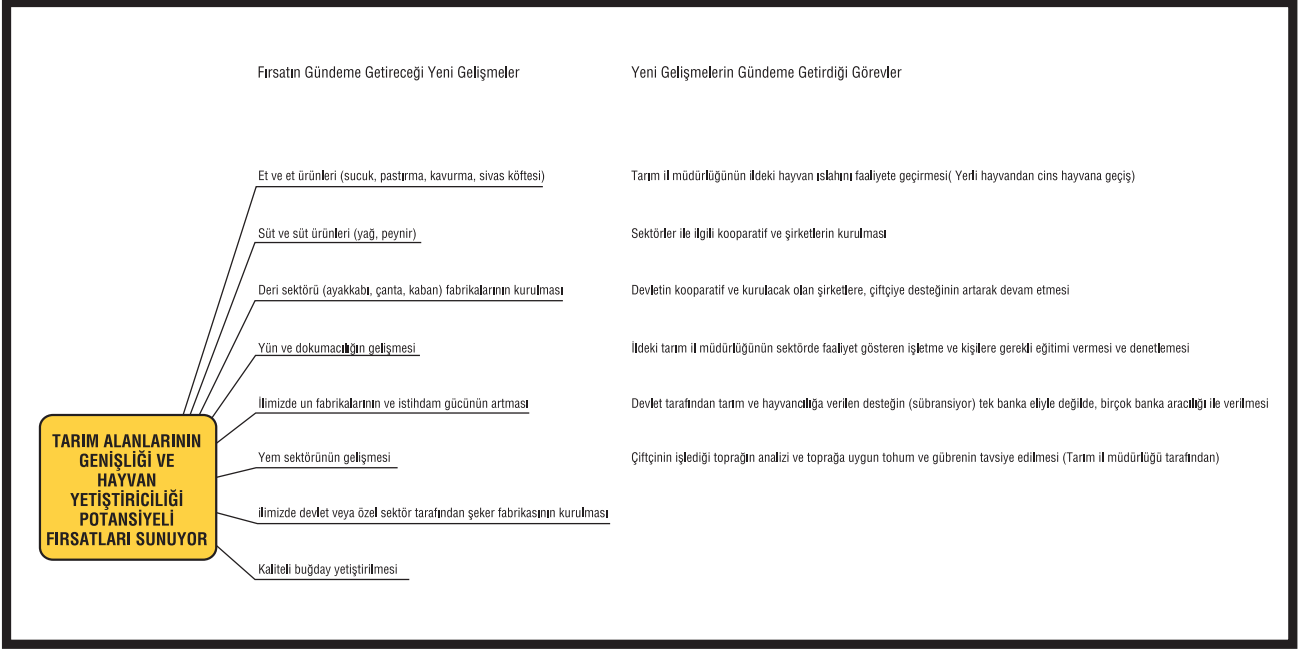 Fırsatın Gündeme Getireceği Yeni Gelişmeler
Yeni Gelişmelerin Gündeme Getirdiği Görevler
Et ve et ürünleri (sucuk, pastırma, kavurma, sivas köftesi)
Tarım il müdürlüğünün ildeki hayvan ıslahını faaliyete geçirmesi( Yerli hayvandan cins hayvana geçiş)
Süt ve süt ürünleri (yağ, peynir)
Sektörler ile ilgili kooparatif ve şirketlerin kurulması
Deri sektörü (ayakkabı, çanta, kaban) fabrikalarının kurulması
Devletin kooparatif ve kurulacak olan şirketlere, çiftçiye desteğinin artarak devam etmesi
Yün ve dokumacılığın gelişmesi
İldeki tarım il müdürlüğünün sektörde faaliyet gösteren işletme ve kişilere gerekli eğitimi vermesi ve denetlemesi
İlimizde un fabrikalarının ve istihdam gücünün artması
Devlet tarafından tarım ve hayvancılığa verilen desteğin (sübransiyor) tek banka eliyle değilde, birçok banka aracılığı ile verilmesi
Yem sektörünün gelişmesi
Çiftçinin işlediği toprağın analizi ve toprağa uygun tohum ve gübrenin tavsiye edilmesi (Tarım il müdürlüğü tarafından)
ilimizde devlet veya özel sektör tarafından şeker fabrikasının kurulması
Kaliteli buğday yetiştirilmesi
TARIM ALANLARININ
GENİŞLİĞİ VE
HAYVAN
YETİŞTİRİCİLİĞİ
POTANSİYELİ
FIRSATLARI SUNUYOR